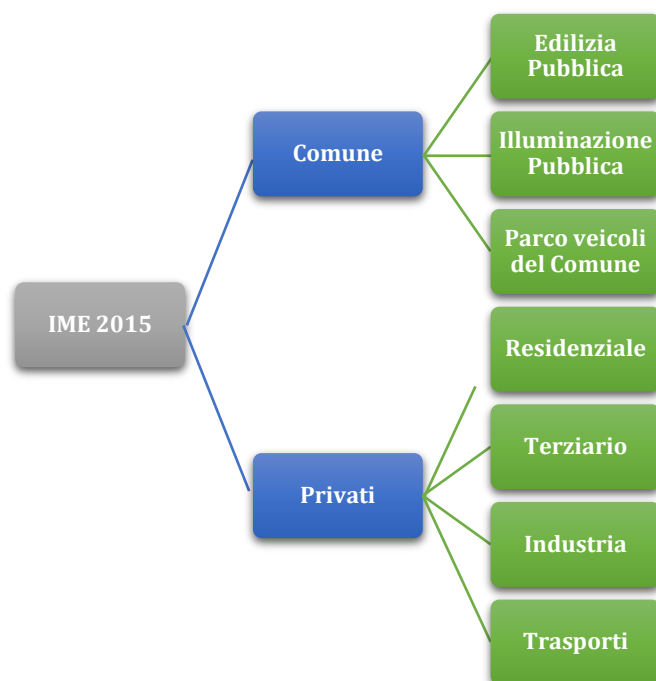 IME 2015
Comune
Edilizia
Pubblica
Illuminazione
Pubblica
Parco veicoli
del Comune
Privati
Residenziale
Terziario
Industria
Trasporti